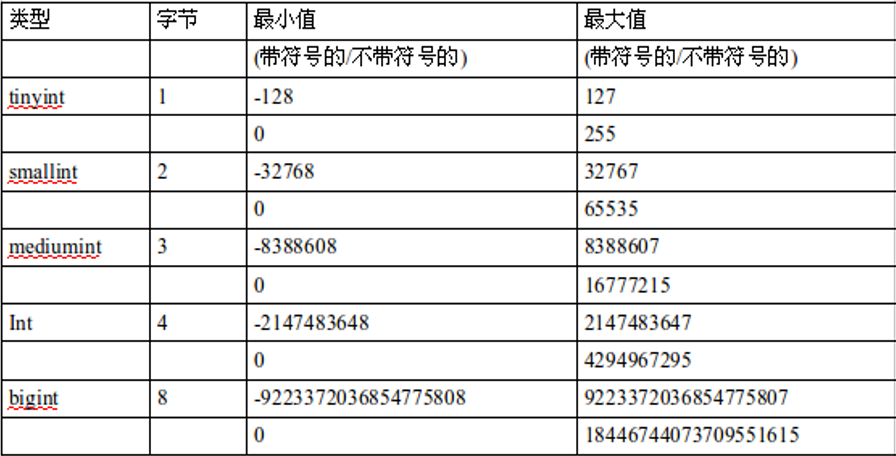 类型 字节 最小值 最大值
(带符号的/不带符号的) (带符号的/不带符号的)
tinyint 1 -128 127
0 255
smallint 2 -32768 32767
0 65535
mediumint 3 -8388608 8388607
0 16777215
Int 4 -2147483648 2147483647
0 4294967295
bigint 8 -9223372036854775808 9223372036854775807
0 18446744073709551615